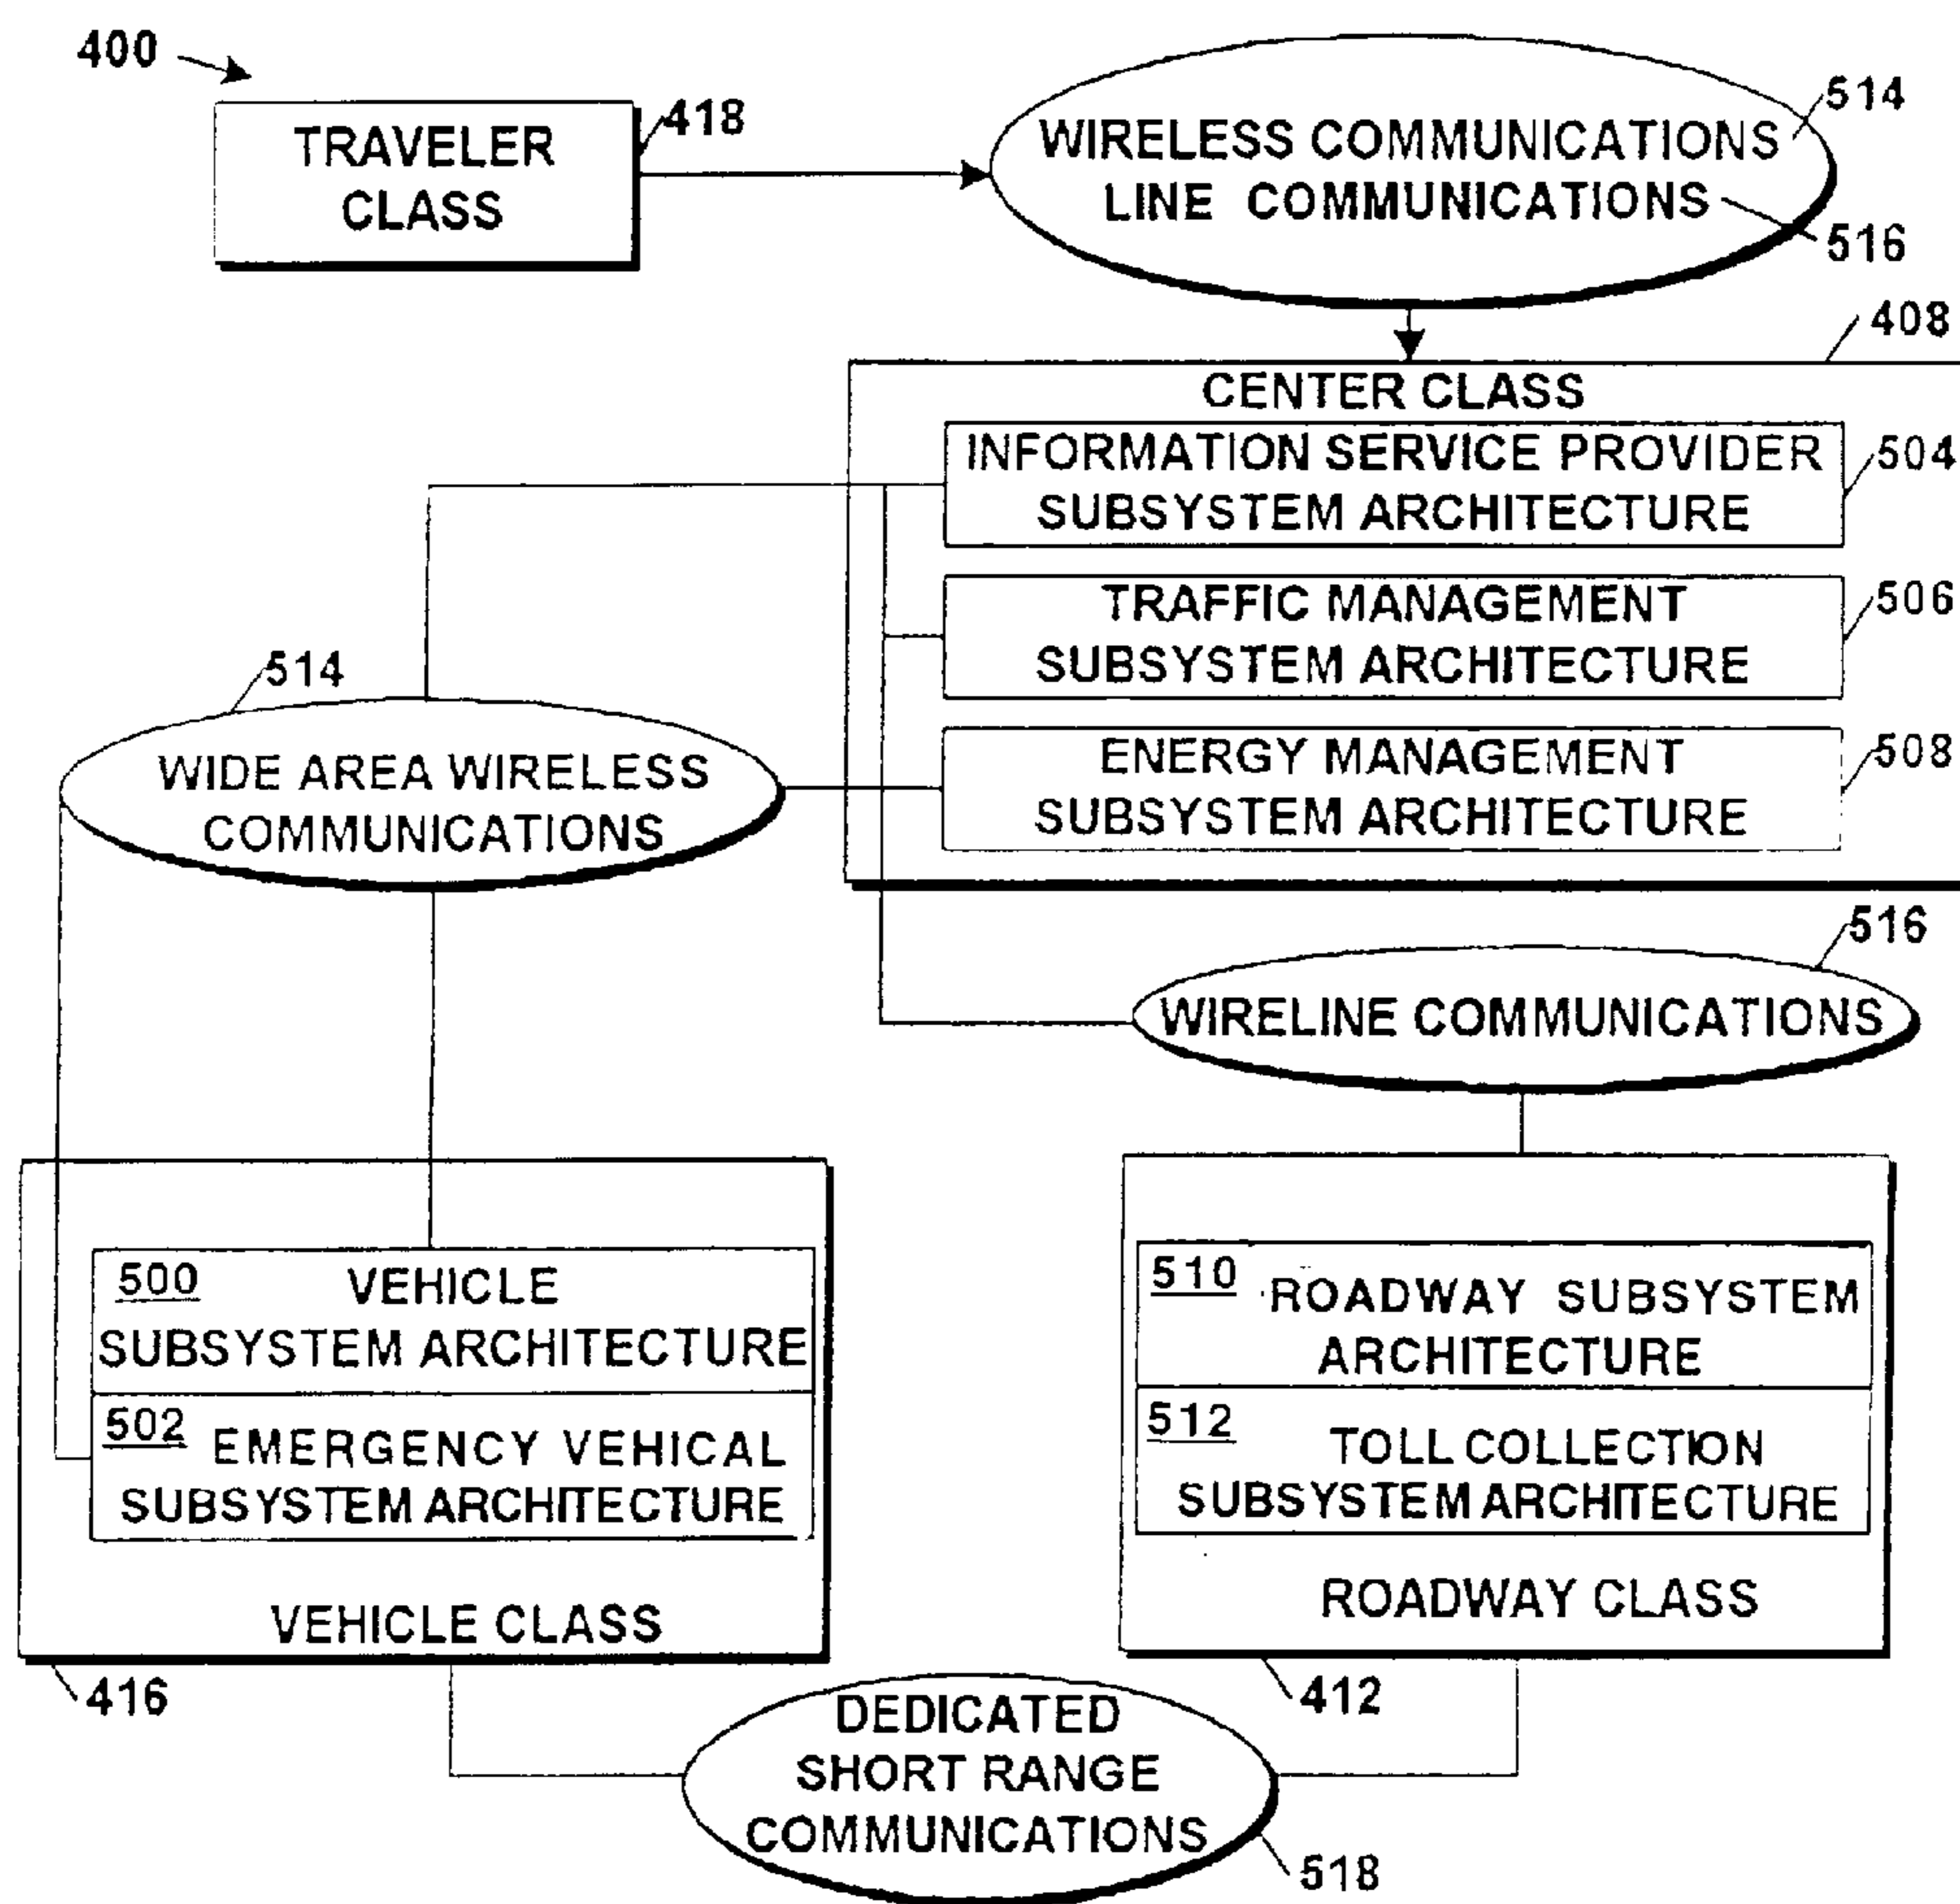 400
TRAVELER
CLASS
418
WIRELESS COMMUNICATIONS
LINE COMMUNICATIONS
514
516
408
CENTER CLASS
INFORMATION SERVICE PROVIDER
SUBSYSTEM ARCHITECTURE
504
TRAFFIC MANAGEMENT
SUBSYSTEM ARCHITECTURE
506
ENERGY MANAGEMENT
SUBSYSTEM ARCHITECTURE
508
514
WIDE AREA WIRELESS
COMMUNICATIONS
516
WIRELINE COMMUNICATIONS
500 VEHICLE
SUBSYSTEM ARCHITECTURE
502 EMERGENCY VEHICAL
SUBSYSTEM ARCHITECTURE
VEHICLE CLASS
416
510 ROADWAY SUBSYSTEM
ARCHITECTURE
512 TOLL COLLECTION
SUBSYSTEM ARCHITECTURE
ROADWAY CLASS
412
DEDICATED
SHORT RANGE
COMMUNICATIONS
518